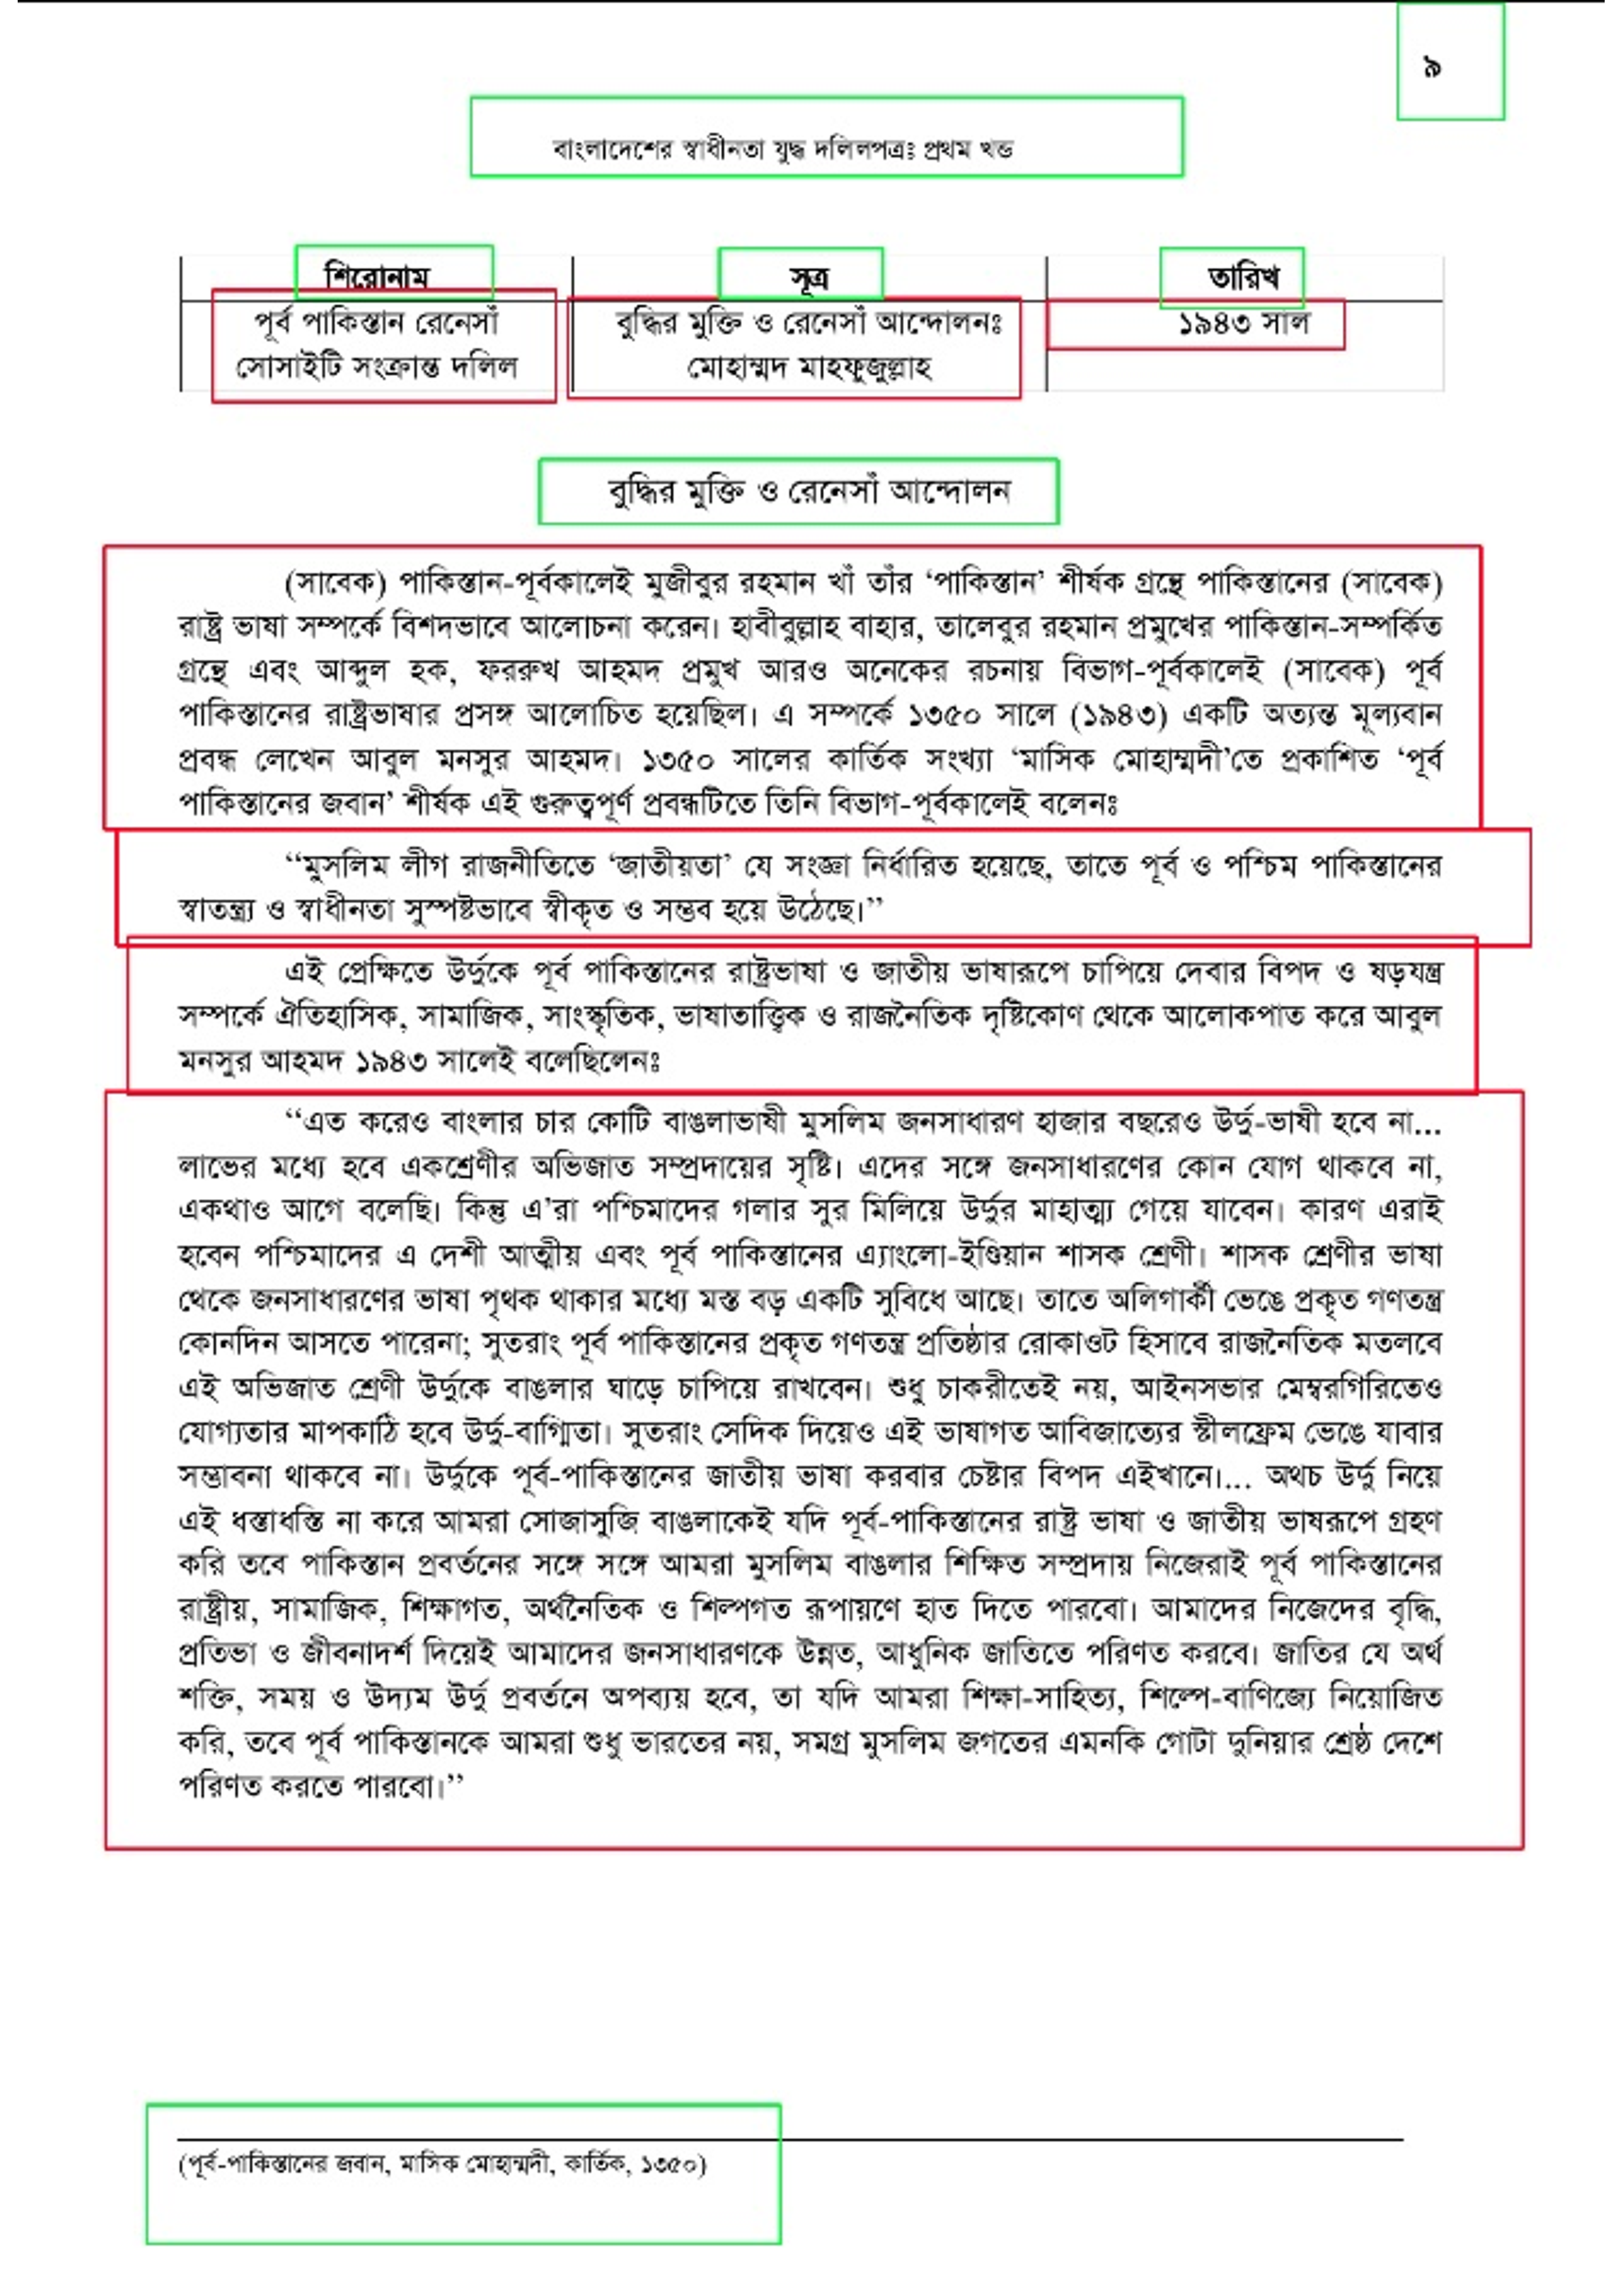 ৯
বাংলাদেশের স্বাধীনতা যুদ্ধ দলিলপত্রঃ প্রথম খন্ড
শিরোনাম সূত্র তারিখ
পূর্ব পাকিস্তান রেনেসাঁ বুদ্ধির মুক্তি ও রেনেসাঁ আন্দোলনঃ ১৯৪৩ সাল
সোসাইটি সংক্রান্ত দলিল মোহাম্মদ মাহফুজুল্লাহ
বুদ্ধির মুক্তি ও রেনেসাঁ আন্দোলন
(সাবেক) পাকিস্তান-পূর্বকালেই মুজীবুর রহমান খাঁ তাঁর ‘পাকিস্তান’ শীর্ষক গ্রন্থে পাকিস্তানের (সাবেক)
রাষ্ট্র ভাষা সম্পর্কে বিশদভাবে আলোচনা করেন। হাবীবুল্লাহ বাহার, তালেবুর রহমান প্রমুখের পাকিস্তান-সম্পর্কিত
গ্রন্থে এবং আব্দুল হক, ফররুখ আহমদ প্রমুখ আরও অনেকের রচনায় বিভাগ-পূর্বকালেই (সাবেক) পূর্ব
পাকিস্তানের রাষ্ট্রভাষার প্রসঙ্গ আলোচিত হয়েছিল। এ সম্পর্কে ১৩৫০ সালে (১৯৪৩) একটি অত্যন্ত মূল্যবান
প্রবন্ধ লেখেন আবুল মনসুর আহমদ। ১৩৫০ সালের কার্তিক সংখ্যা ‘মাসিক মোহাম্মদী’তে প্রকাশিত ‘পূর্ব
পাকিস্তানের জবান’ শীর্ষক এই গুরুত্বপূর্ণ প্রবন্ধটিতে তিনি বিভাগ-পূর্বকালেই বলেনঃ
‘‘মুসলিম লীগ রাজনীতিতে ‘জাতীয়তা’ যে সংজ্ঞা নির্ধারিত হয়েছে, তাতে পূর্ব ও পশ্চিম পাকিস্তানের
স্বাতন্ত্র্য ও স্বাধীনতা সুস্পষ্টভাবে স্বীকৃত ও সম্ভব হয়ে উঠেছে।’’
এই প্রেক্ষিতে উর্দুকে পূর্ব পাকিস্তানের রাষ্ট্রভাষা ও জাতীয় ভাষারূপে চাপিয়ে দেবার বিপদ ও ষড়যন্ত্র
সম্পর্কে ঐতিহাসিক, সামাজিক, সাংস্কৃতিক, ভাষাতাত্ত্বিক ও রাজনৈতিক দৃষ্টিকোণ থেকে আলোকপাত করে আবুল
মনসুর আহমদ ১৯৪৩ সালেই বলেছিলেনঃ
‘‘এত করেও বাংলার চার কোটি বাঙলাভাষী মুসলিম জনসাধারণ হাজার বছরেও উর্দু-ভাষী হবে না...
লাভের মধ্যে হবে একশ্রেণীর অভিজাত সম্প্রদায়ের সৃষ্টি। এদের সঙ্গে জনসাধারণের কোন যোগ থাকবে না,
একথাও আগে বলেছি। কিন্তু এ’রা পশ্চিমাদের গলার সুর মিলিয়ে উর্দুর মাহাত্ম্য গেয়ে যাবেন। কারণ এরাই
হবেন পশ্চিমাদের এ দেশী আত্মীয় এবং পূর্ব পাকিস্তানের এ্যাংলো-ইণ্ডিয়ান শাসক শ্রেণী। শাসক শ্রেণীর ভাষা
থেকে জনসাধারণের ভাষা পৃথক থাকার মধ্যে মস্ত বড় একটি সুবিধে আছে। তাতে অলিগার্কী ভেঙে প্রকৃত গণতন্ত্র
কোনদিন আসতে পারেনা; সুতরাং পূর্ব পাকিস্তানের প্রকৃত গণতন্ত্র প্রতিষ্ঠার রোকাওট হিসাবে রাজনৈতিক মতলবে
এই অভিজাত শ্রেণী উর্দুকে বাঙলার ঘাড়ে চাপিয়ে রাখবেন। শুধু চাকরীতেই নয়, আইনসভার মেম্বরগিরিতেও
যোগ্যতার মাপকাঠি হবে উর্দু-বাগ্মিতা। সুতরাং সেদিক দিয়েও এই ভাষাগত আবিজাত্যের স্টীলফ্রেম ভেঙে যাবার
সম্ভাবনা থাকবে না। উর্দুকে পূর্ব-পাকিস্তানের জাতীয় ভাষা করবার চেষ্টার বিপদ এইখানে।... অথচ উর্দু নিয়ে
এই ধস্তাধস্তি না করে আমরা সোজাসুজি বাঙলাকেই যদি পূর্ব-পাকিস্তানের রাষ্ট্র ভাষা ও জাতীয় ভাষরূপে গ্রহণ
করি তবে পাকিস্তান প্রবর্তনের সঙ্গে সঙ্গে আমরা মুসলিম বাঙলার শিক্ষিত সম্প্রদায় নিজেরাই পূর্ব পাকিস্তানের
রাষ্ট্রীয়, সামাজিক, শিক্ষাগত, অর্থনৈতিক ও শিল্পগত রূপায়ণে হাত দিতে পারবো। আমাদের নিজেদের বৃদ্ধি,
প্রতিভা ও জীবনাদর্শ দিয়েই আমাদের জনসাধারণকে উন্নত, আধুনিক জাতিতে পরিণত করবে। জাতির যে অর্থ
শক্তি, সময় ও উদ্যম উর্দু প্রবর্তনে অপব্যয় হবে, তা যদি আমরা শিক্ষা-সাহিত্য, শিল্পে-বাণিজ্যে নিয়োজিত
করি, তবে পূর্ব পাকিস্তানকে আমরা শুধু ভারতের নয়, সমগ্র মুসলিম জগতের এমনকি গোটা দুনিয়ার শ্রেষ্ঠ দেশে
পরিণত করতে পারবো।’’
(পূর্ব-পাকিস্তানের জবান, মাসিক মোহাম্মদী, কার্তিক, ১৩৫০)